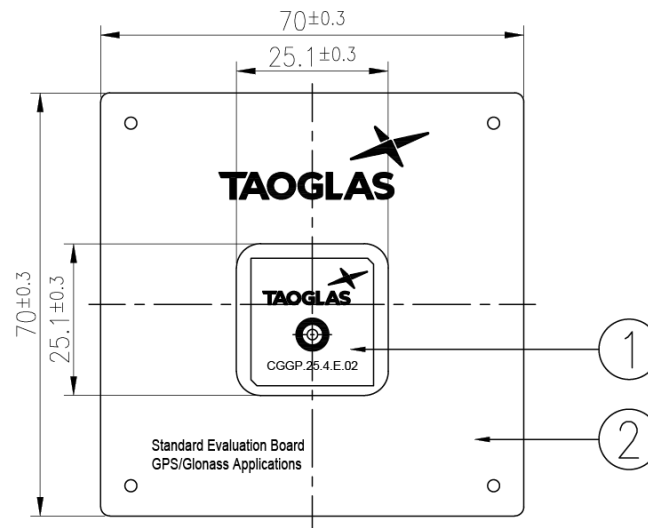 70±0.3
25.1±0.3
TAOGLAS
70±0.3
25.1±0.3
TAOGLAS
1
CGGP.25.4.E.02
2
Standard Evaluation Board
GPS/Glonass Applications